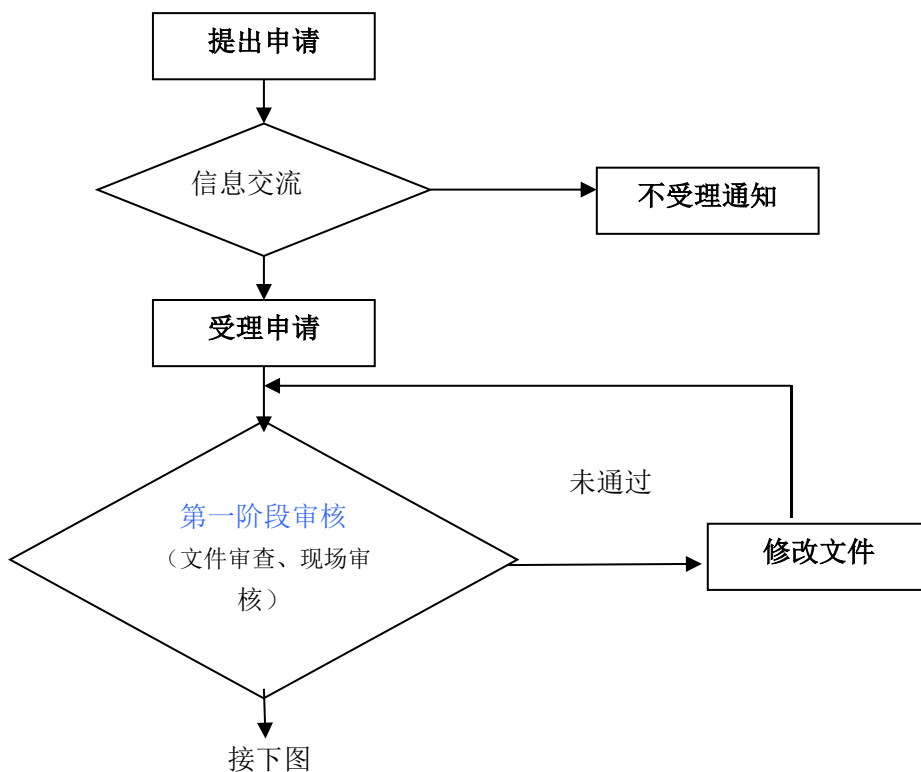 提出申请
信息交流
不受理通知
受理申请
未通过
第一阶段审核
（文件审查、现场审
核）
修改文件
接下图